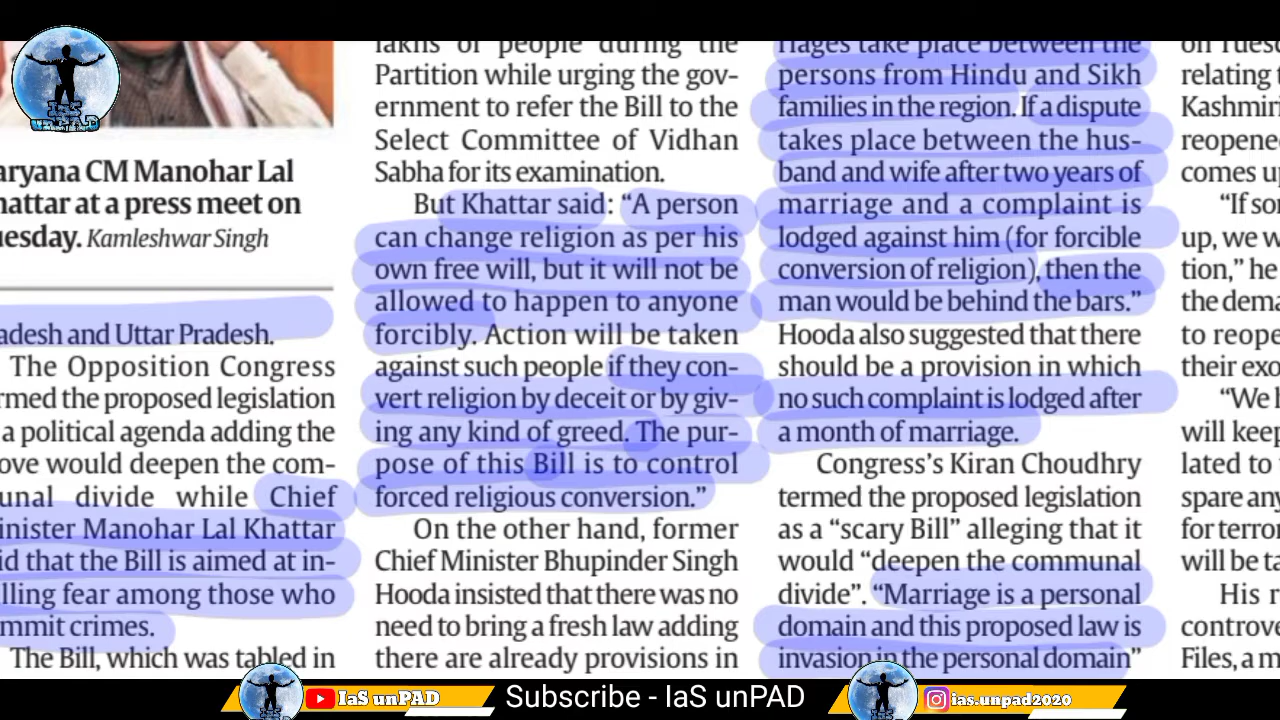 IaS
unPAD
aryana CM Manohar Lal
hattar at a press meet on
uesday. Kamleshwar Singh
adesh and Uttar Pradesh.
The Opposition Congress
rmed the proposed legislation
a political agenda adding the
ove would deepen the com-
unal divide while Chief
inister Manohar Lal Khattar
id that the Bill is aimed at in-
lling fear among those who
mmit crimes.
The Bill, which was tabled in
lakhs of people during the
Partition while urging the gov-
ernment to refer the Bill to the
Select Committee of Vidhan
Sabha for its examination.
But Khattar said: “A person
can change religion as per his
own free will, but it will not be
allowed to happen to anyone
forcibly. Action will be taken
against such people if they con-
vert religion by deceit or by giv-
ing any kind of greed. The pur-
pose of this Bill is to control
forced religious conversion.”
On the other hand, former
Chief Minister Bhupinder Singh
Hooda insisted that there was no
need to bring a fresh law adding
there are already provisions in
riages take place between the
persons from Hindu and Sikh
families in the region. If a dispute
takes place between the hus-
band and wife after two years of
marriage and a complaint is
lodged against him (for forcible
conversion of religion), then the
man would be behind the bars.”
Hooda also suggested that there
should be a provision in which
no such complaint is lodged after
a month of marriage.
Congress’s Kiran Choudhry
termed the proposed legislation
as a “scary Bill” alleging that it
would “deepen the communal
divide”. “Marriage is a personal
domain and this proposed law is
invasion in the personal domain”
on Tues
relating
Kashmir
reopene
comes u
“If so
up, we w
tion,” he
the dema
to reope
their exo
“We h
will keep
lated to
spare any
for terror
will be ta
His r
controve
Files, a m
IaS unPAD
Subscribe - IaS unPAD
ias.unpad2020